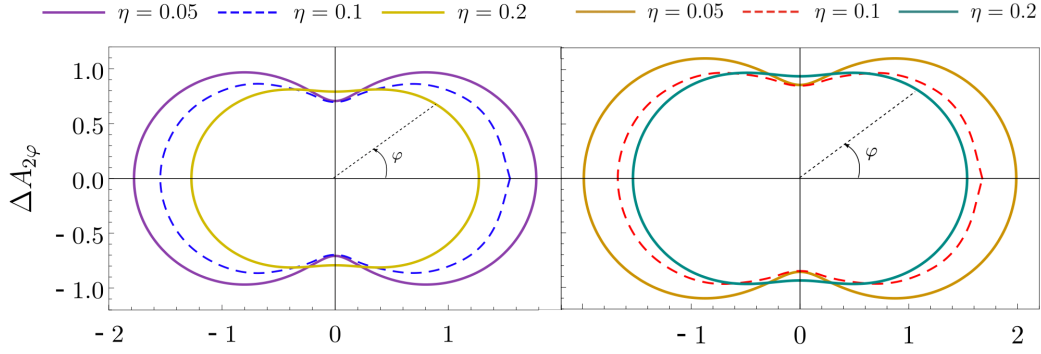 η = 0.05 η = 0.1 η = 0.2 η = 0.05 η = 0.1 η = 0.2
1.0
0.5
0.0
- 0.5
- 1.0
ΔA2φ
φ φ
- 2 - 1 0 1 - 1 0 1 2